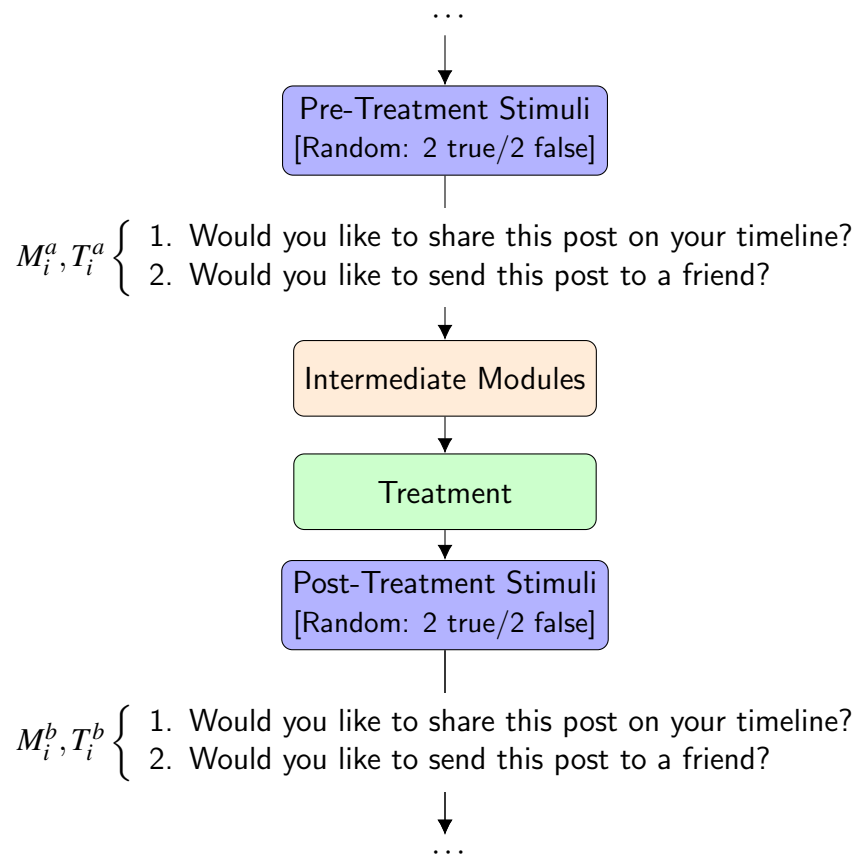 ...
Pre-Treatment Stimuli
[Random: 2 true/2 false]
M_i^a, T_i^a { 1. Would you like to share this post on your timeline?
2. Would you like to send this post to a friend?
Intermediate Modules
Treatment
Post-Treatment Stimuli
[Random: 2 true/2 false]
M_i^b, T_i^b { 1. Would you like to share this post on your timeline?
2. Would you like to send this post to a friend?
...